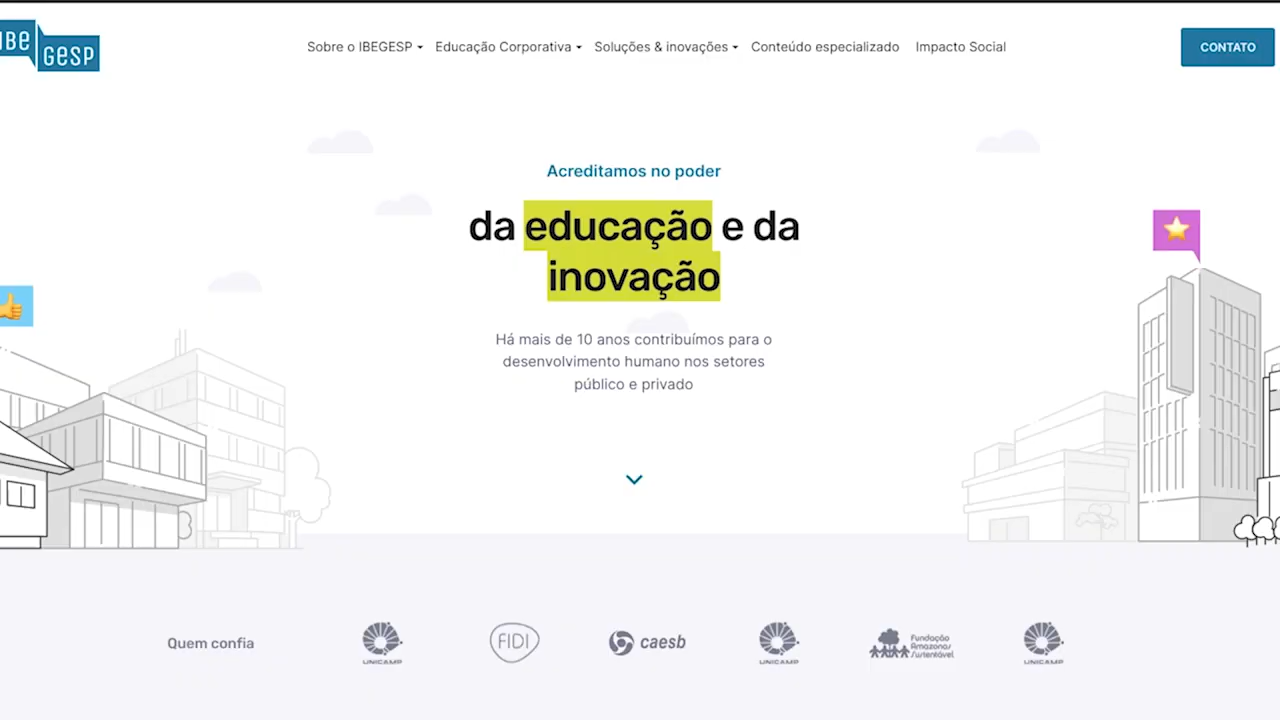 IBE
GESP
Sobre o IBEGESP
Educação Corporativa
Soluções & inovações
Conteúdo especializado
Impacto Social
CONTATO
Acreditamos no poder
da educação e da
inovação
Há mais de 10 anos contribuímos para o
desenvolvimento humano nos setores
público e privado
Quem confia
UNICAMP
FIDI
caesb
UNICAMP
Fundação
Amazonas
Sustentável
UNICAMP